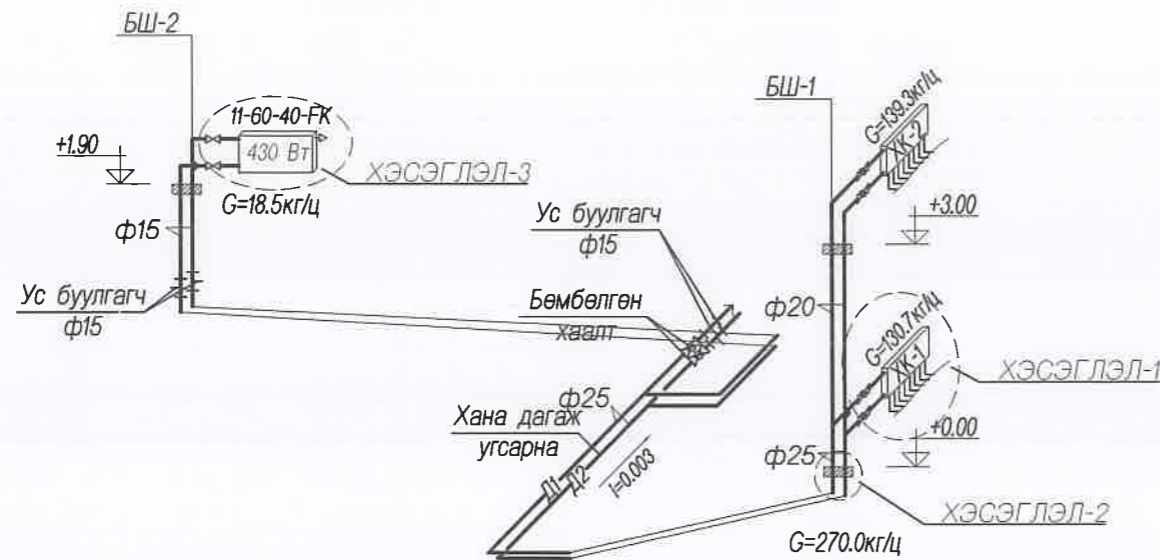 БШ-2
11-60-40-FK
430 Вт
+1.90
ХЭСЭГЛЭЛ-3
G=18.5кг/ц
ф15
Ус буулгагч
ф15
Ус буулгагч
ф15
Бөмбөлгөн
хаалт
ф25
Хана дагаж
угсарна
Д1
Д2
i=0.003
БШ-1
G=139.3кг/ц
УК-2
+3.00
ф20
G=130.7кг/ц
УК-1
ХЭСЭГЛЭЛ-1
+0.00
ф25
ХЭСЭГЛЭЛ-2
G=270.0кг/ц